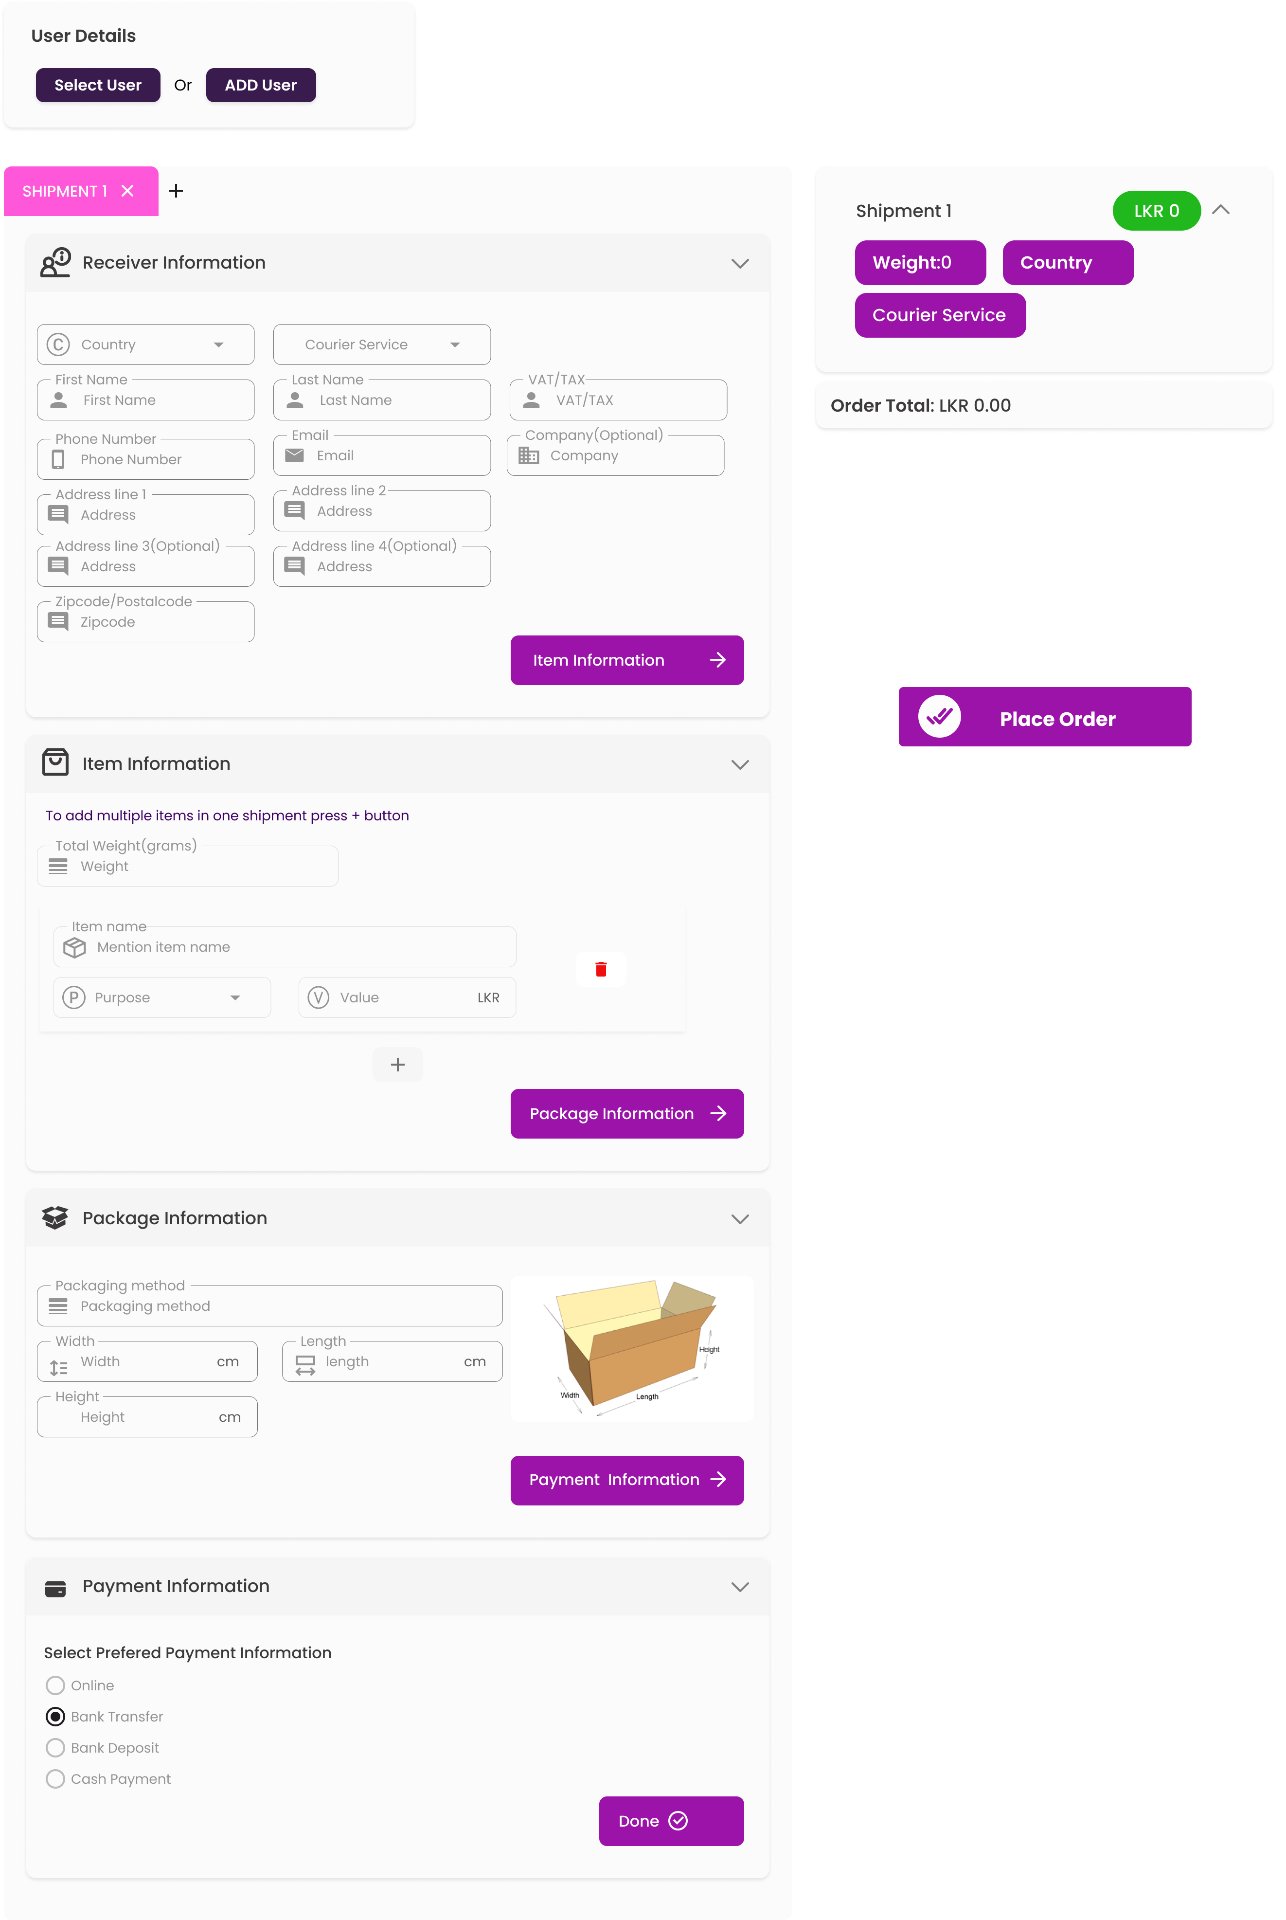 User Details
Select User Or ADD User
SHIPMENT 1
Receiver Information
C Country
Courier Service
First Name Last Name VAT/TAX
First Name Last Name VAT/TAX
Phone Number Email Company(Optional)
Phone Number Email Company
Address line 1 Address line 2
Address Address
Address line 3(Optional) Address line 4(Optional)
Address Address
Zipcode/Postalcode
Zipcode
Item Information
Item Information
To add multiple items in one shipment press + button
Total Weight(grams)
Weight
Item name
Mention item name
P Purpose V Value LKR
+
Package Information
Package Information
Packaging method
Packaging method
Width Length
Width cm length cm
Height
Height cm
Height
Width
Length
Payment  Information
Payment Information
Select Prefered Payment Information
Online
Bank Transfer
Bank Deposit
Cash Payment
Done
Shipment 1 LKR 0
Weight:0 Country
Courier Service
Order Total: LKR 0.00
Place Order